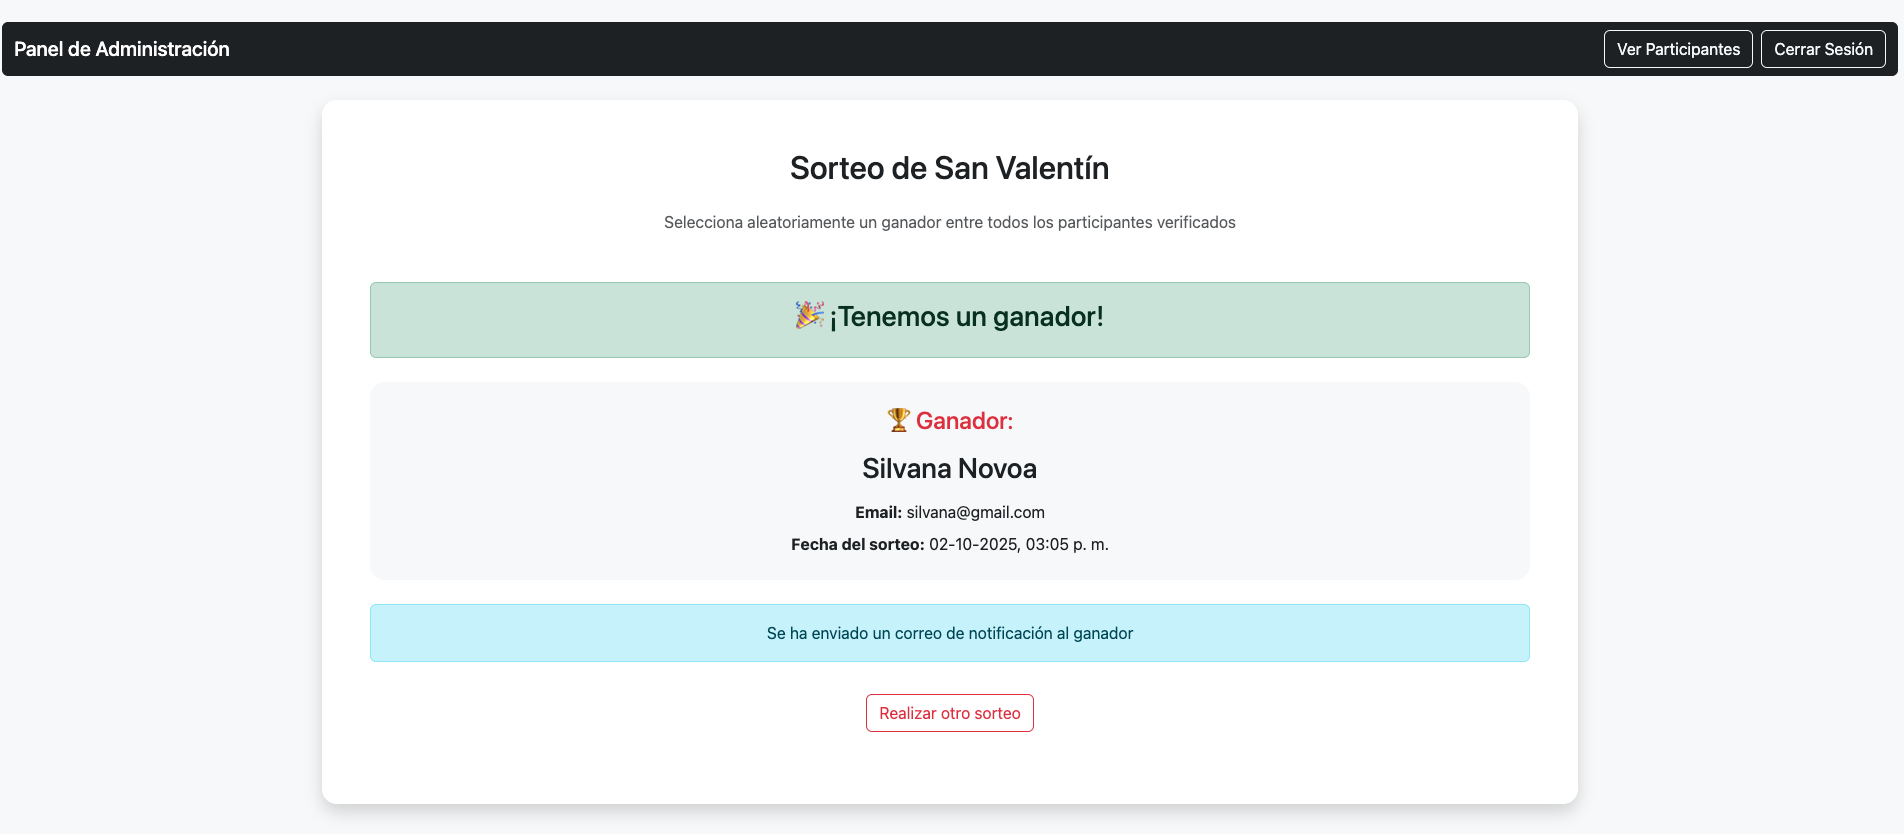 Panel de Administración
Ver Participantes
Cerrar Sesión
Sorteo de San Valentín
Selecciona aleatoriamente un ganador entre todos los participantes verificados
🎉 ¡Tenemos un ganador!
🏆 Ganador:
Silvana Novoa
Email: silvana@gmail.com
Fecha del sorteo: 02-10-2025, 03:05 p. m.
Se ha enviado un correo de notificación al ganador
Realizar otro sorteo